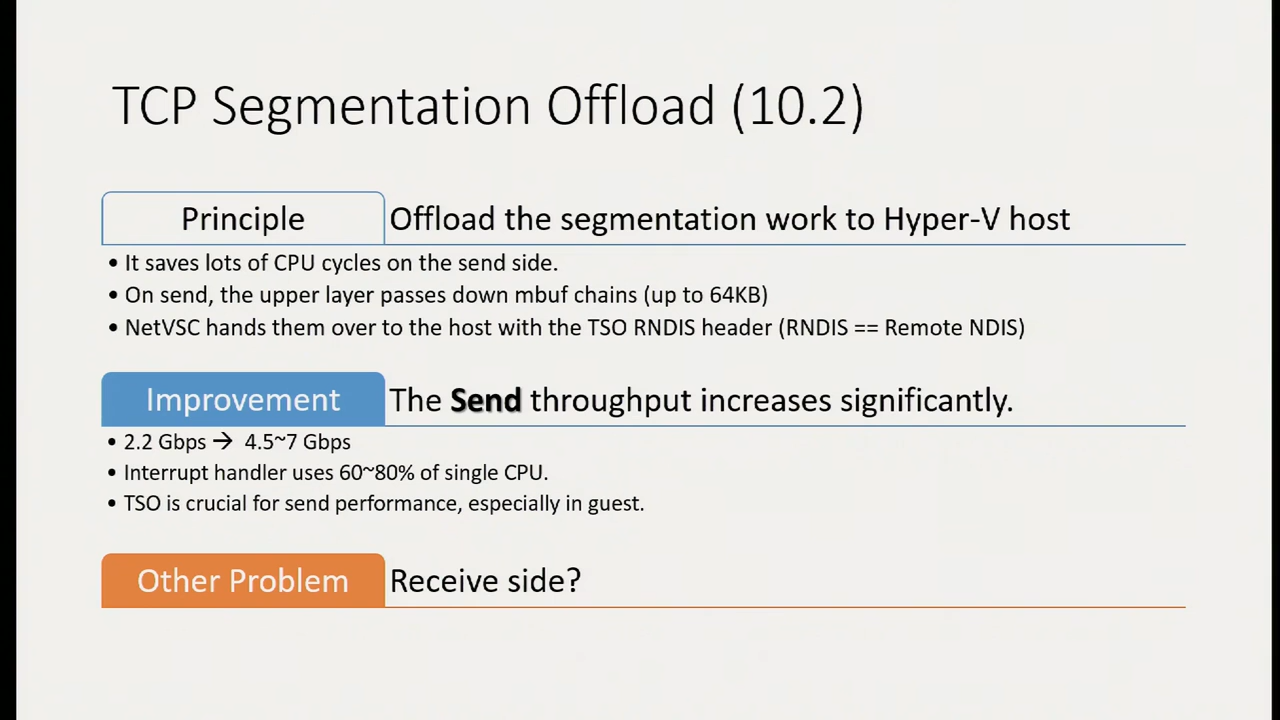 TCP Segmentation Offload (10.2)
Principle
Offload the segmentation work to Hyper-V host
• It saves lots of CPU cycles on the send side.
• On send, the upper layer passes down mbuf chains (up to 64KB)
• NetVSC hands them over to the host with the TSO RNDIS header (RNDIS == Remote NDIS)
Improvement
The Send throughput increases significantly.
• 2.2 Gbps → 4.5~7 Gbps
• Interrupt handler uses 60~80% of single CPU.
• TSO is crucial for send performance, especially in guest.
Other Problem
Receive side?